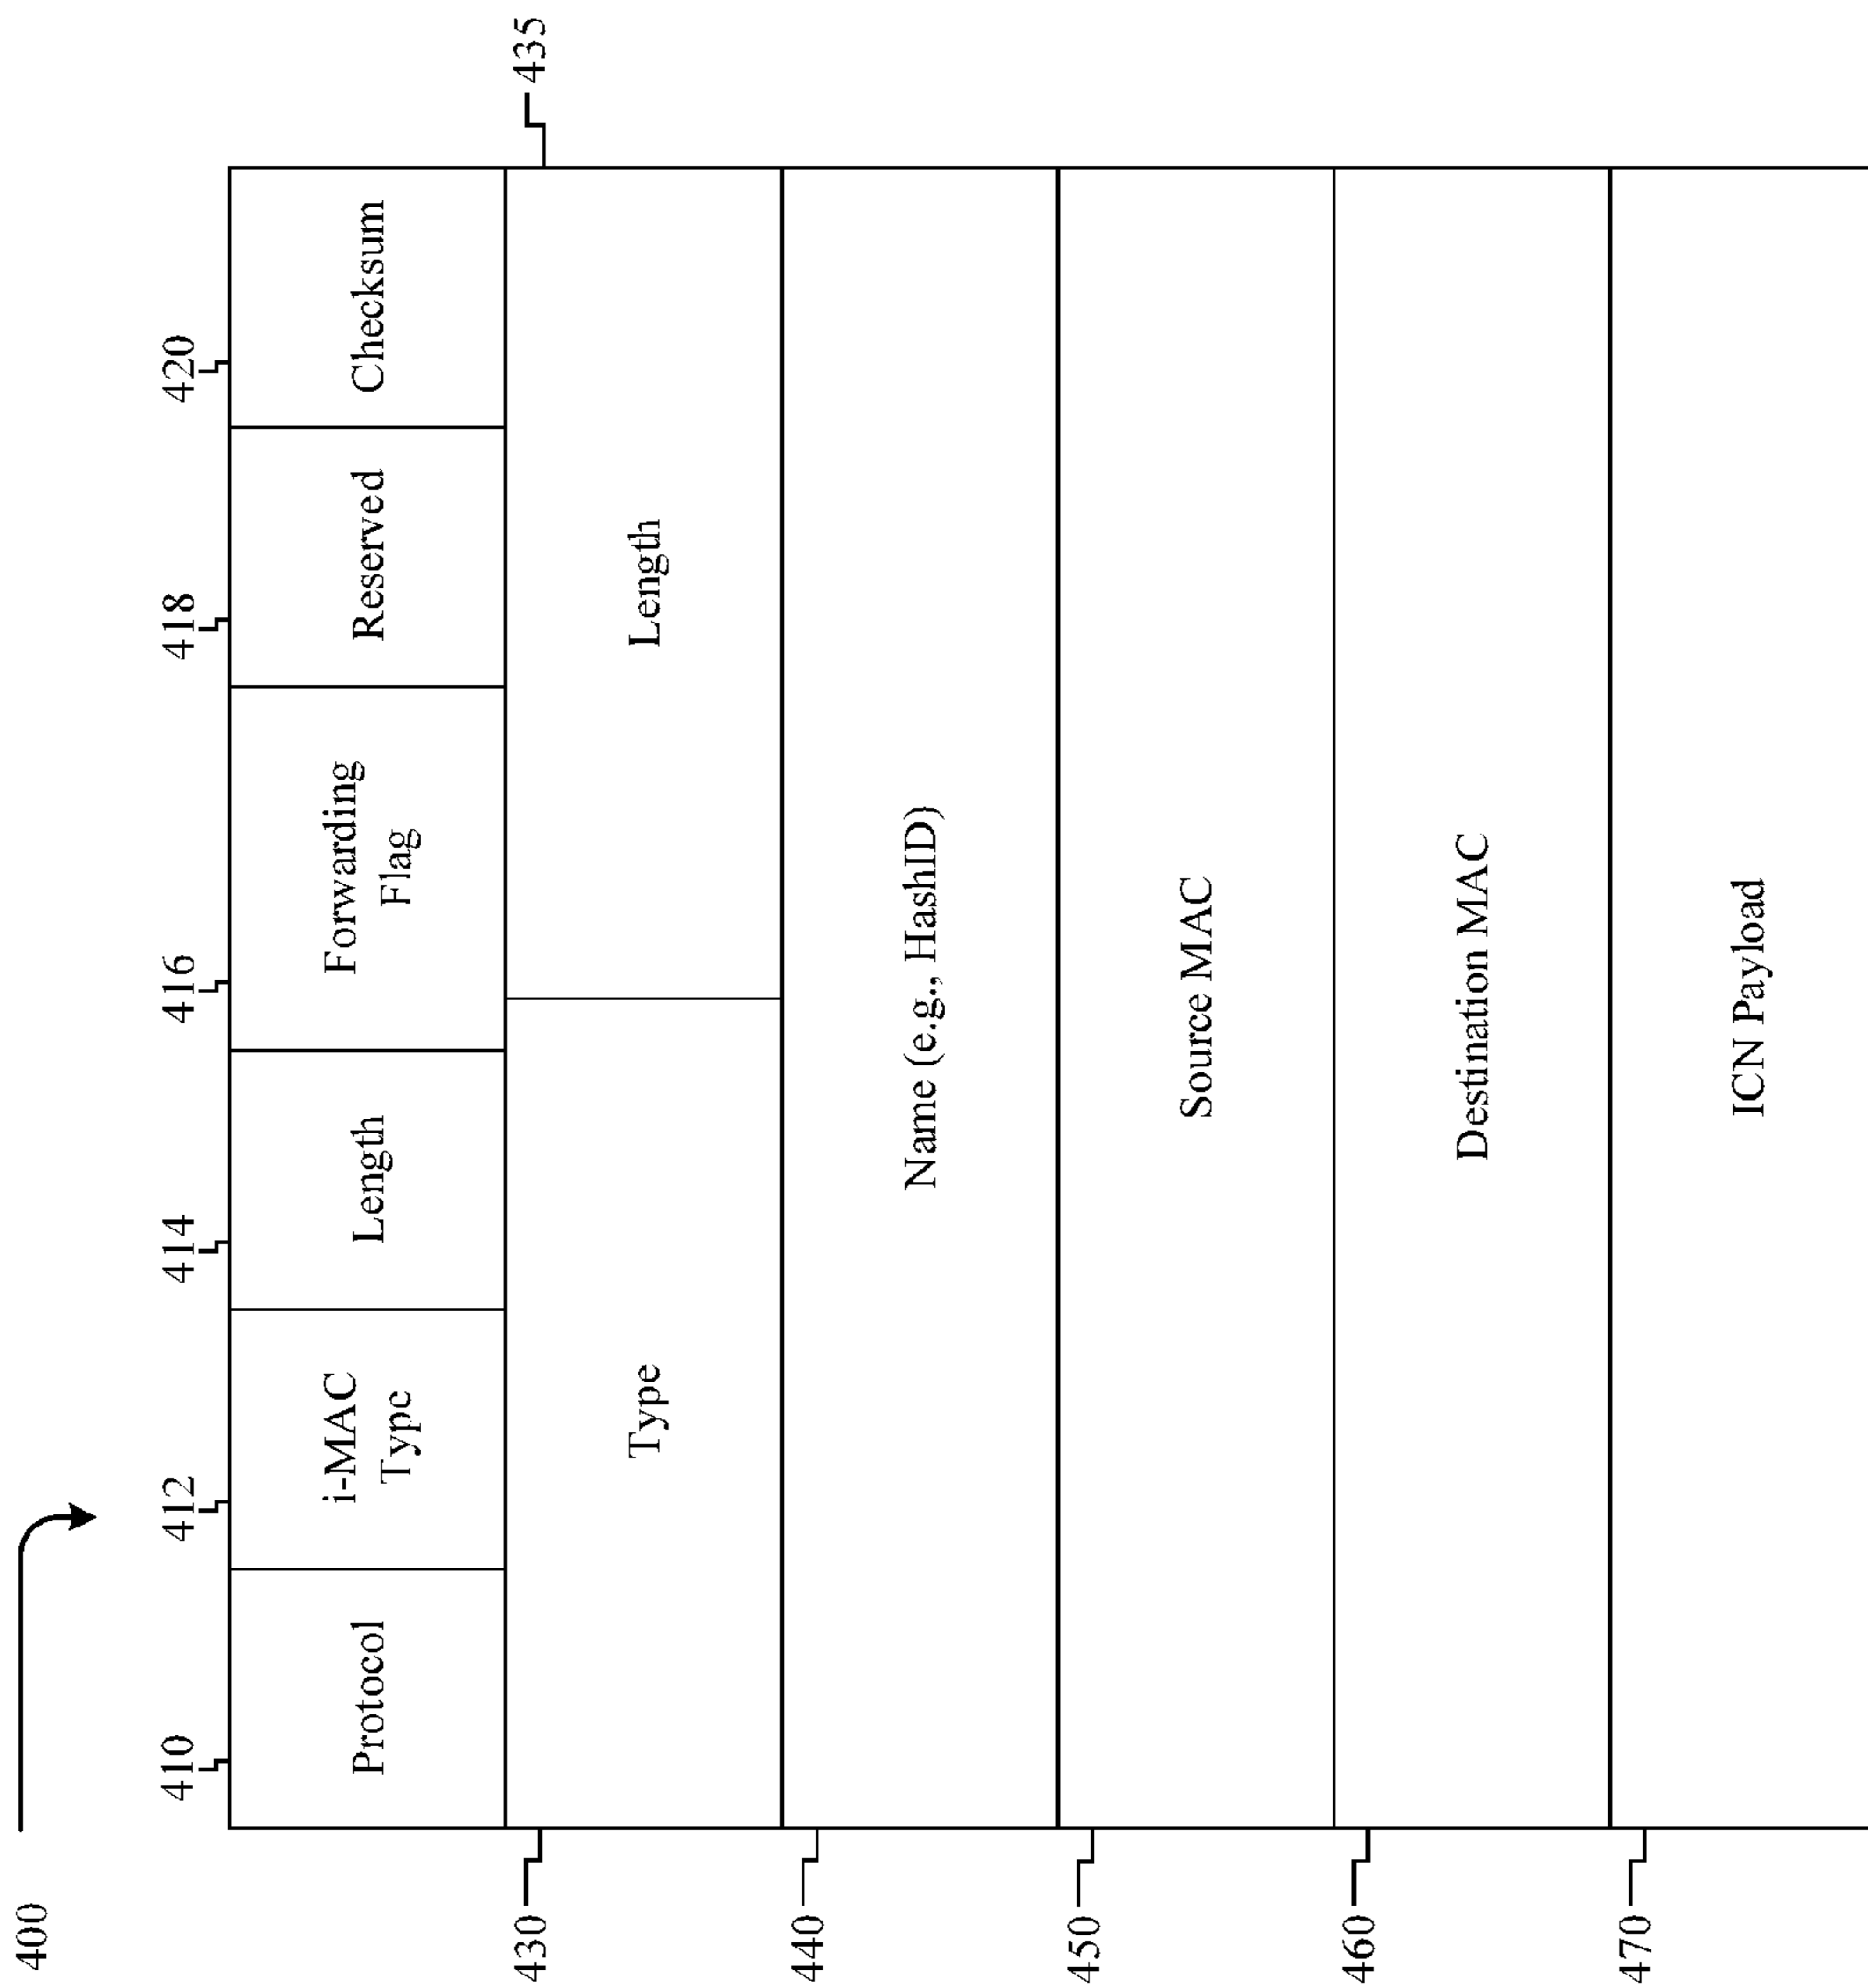 400
410
412
414
416
418
420
Protocol
i-MAC
Type
Length
Forwarding
Flag
Reserved
Checksum
430
Type
Length
435
440
Name (e.g., HashID)
450
Source MAC
460
Destination MAC
470
ICN Payload